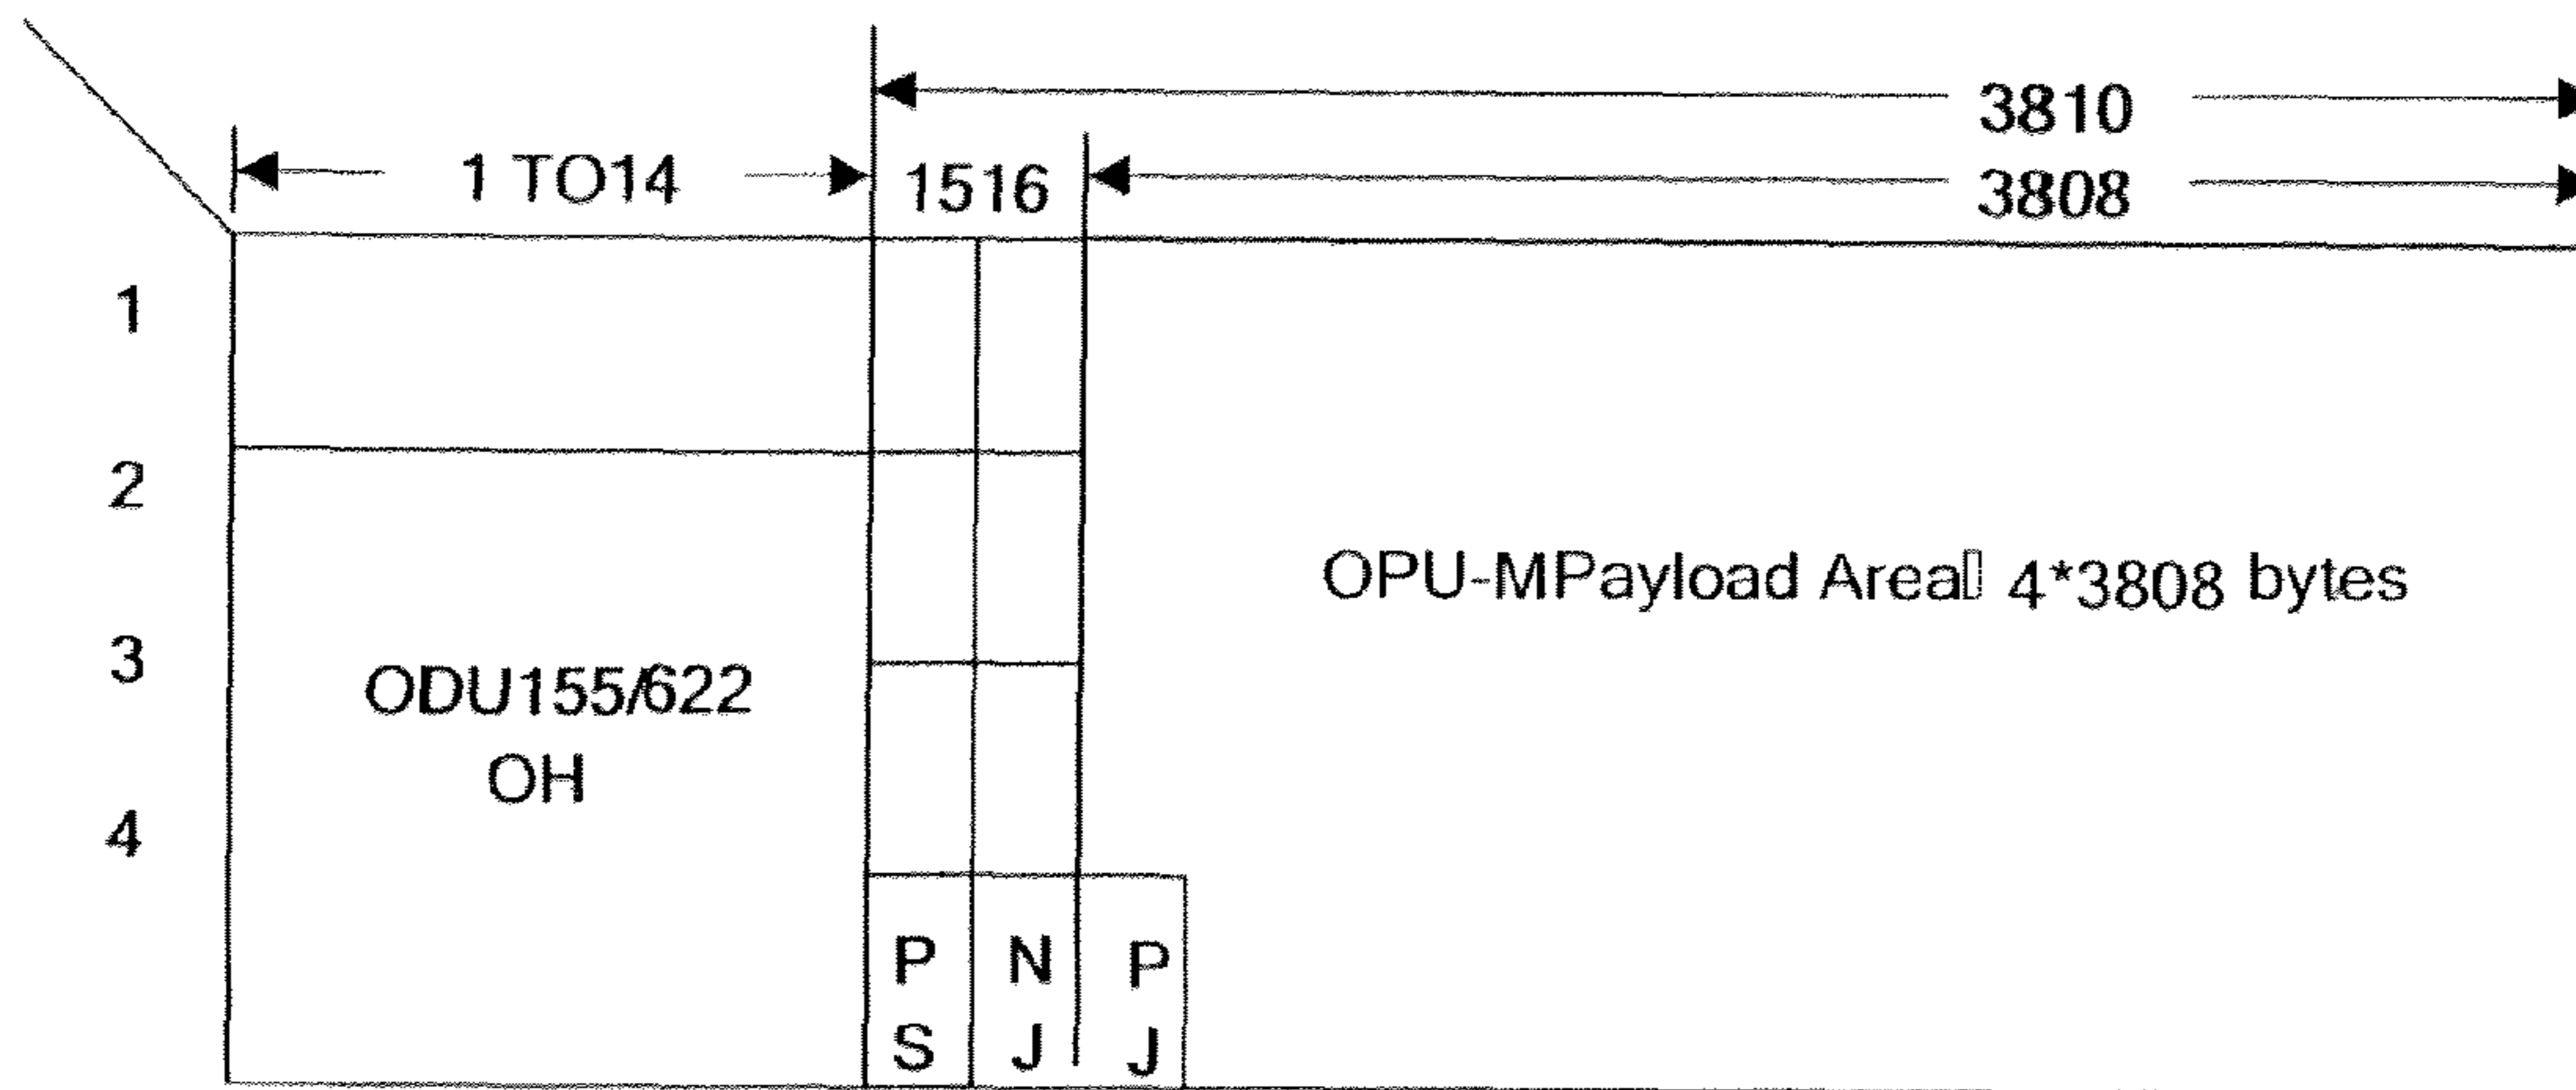 3810
1 TO14
1516
3808
1
2
3
4
OPU-MPayload Area▯ 4*3808 bytes
ODU155/622
OH
P
S
N
J
P
J